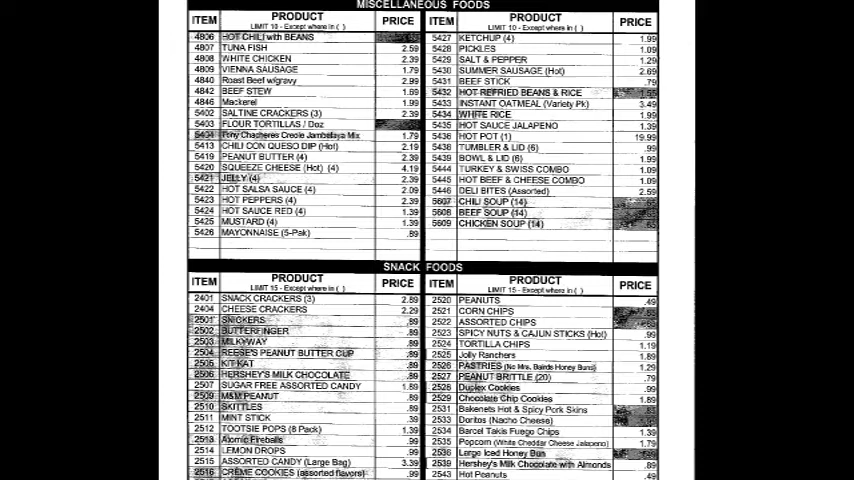 MISCELLANEOUS FOODS
ITEM PRODUCT LIMIT 10 - Except where in ( ) PRICE
4806 HOT CHILI with BEANS
4807 TUNA FISH 2.59
4808 WHITE CHICKEN 2.39
4809 VIENNA SAUSAGE 1.79
4840 Roast Beef w/gravy 2.99
4842 BEEF STEW 1.69
4846 Mackerel 1.99
5402 SALTINE CRACKERS (3) 2.39
5403 FLOUR TORTILLAS / Doz
5404 Tony Chacheres Creole Jambalaya Mix 1.79
5413 CHILI CON QUESO DIP (Hot) 2.19
5419 PEANUT BUTTER (4) 2.39
5420 SQUEEZE CHEESE (Hot) (4) 4.19
5421 JELLY (4) 2.39
5422 HOT SALSA SAUCE (4) 2.09
5423 HOT PEPPERS (4) 2.39
5424 HOT SAUCE RED (4) 1.39
5425 MUSTARD (4) 1.39
5426 MAYONNAISE (5-Pak) .89
ITEM PRODUCT LIMIT 10 - Except where in ( ) PRICE
5427 KETCHUP (4) 1.99
5428 PICKLES 1.09
5429 SALT & PEPPER 1.29
5430 SUMMER SAUSAGE (Hot) 2.69
5431 BEEF STICK .79
5432 HOT REFRIED BEANS & RICE 1.55
5433 INSTANT OATMEAL (Variety Pk) 3.49
5434 WHITE RICE 1.99
5435 HOT SAUCE JALAPENO 1.39
5436 HOT POT (1) 19.99
5438 TUMBLER & LID (6) .99
5439 BOWL & LID (6) 1.99
5444 TURKEY & SWISS COMBO 1.09
5445 HOT BEEF & CHEESE COMBO 1.09
5446 DELI BITES (Assorted) 2.59
5607 CHILI SOUP (14)
5608 BEEF SOUP (14)
5609 CHICKEN SOUP (14) .65
SNACK FOODS
ITEM PRODUCT LIMIT 15 - Except where in ( ) PRICE
2401 SNACK CRACKERS (3) 2.89
2404 CHEESE CRACKERS 2.29
2501 SNICKERS .89
2502 BUTTERFINGER .89
2503 MILKYWAY .89
2504 REESE'S PEANUT BUTTER CUP .89
2505 KIT KAT .89
2506 HERSHEY'S MILK CHOCOLATE .89
2507 SUGAR FREE ASSORTED CANDY 1.89
2509 M&M PEANUT .89
2510 SKITTLES .89
2511 MINT STICK .39
2512 TOOTSIE POPS (8 Pack) 1.39
2513 Atomic Fireballs .99
2514 LEMON DROPS .99
2515 ASSORTED CANDY (Large Bag) 3.39
2516 CRÈME COOKIES (assorted flavors) .99
ITEM PRODUCT LIMIT 15 - Except where in ( ) PRICE
2520 PEANUTS .49
2521 CORN CHIPS
2522 ASSORTED CHIPS
2523 SPICY NUTS & CAJUN STICKS (Hot) .99
2524 TORTILLA CHIPS 1.19
2525 Jolly Ranchers 1.89
2526 PASTRIES (No Mrs. Bairds Honey Buns) 1.29
2527 PEANUT BRITTLE (20) .79
2528 Duplex Cookies .99
2529 Chocolate Chip Cookies 1.89
2531 Bakenets Hot & Spicy Pork Skins
2533 Doritos (Nacho Cheese)
2534 Barcel Takis Fuego Chips 1.39
2535 Popcorn (White Cheddar Cheese Jalapeno) 1.79
2536 Large Iced Honey Bun
2539 Hershey's Milk Chocolate with Almonds .89
2543 Hot Peanuts .49